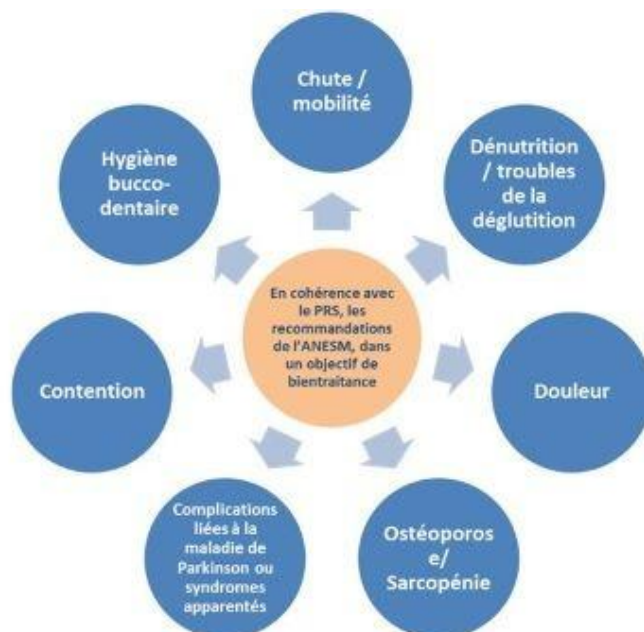 Chute /
mobilité
Dénutrition
/ troubles
de la
déglutition
Douleur
Ostéoporos
e/
Sarcopénie
Complications
liées à la
maladie de
Parkinson ou
syndromes
apparentés
Contention
Hygiène
bucco-
dentaire
En cohérence avec
le PRS, les
recommandations
de l'ANESM, dans
un objectif de
bientraitance